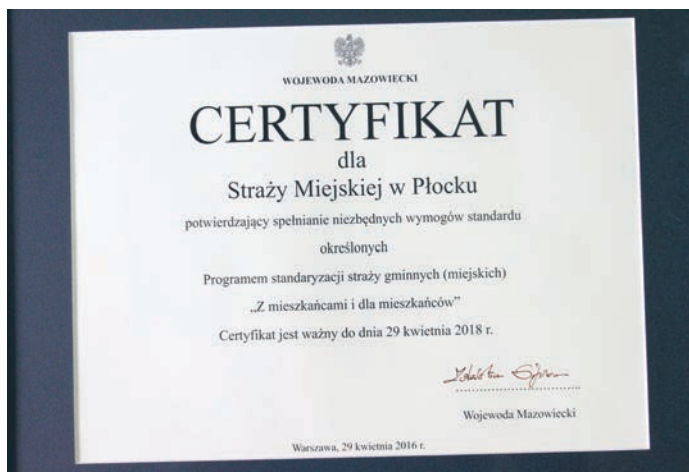 WOJEWODA MAZOWIECKI
CERTYFIKAT
dla
Straży Miejskiej w Płocku
potwierdzający spełnianie niezbędnych wymogów standardu
określonych
Programem standaryzacji straży gminnych (miejskich)
„Z mieszkańcami i dla mieszkańców”
Certyfikat jest ważny do dnia 29 kwietnia 2018 r.
Wojewoda Mazowiecki
Warszawa, 29 kwietnia 2016 r.